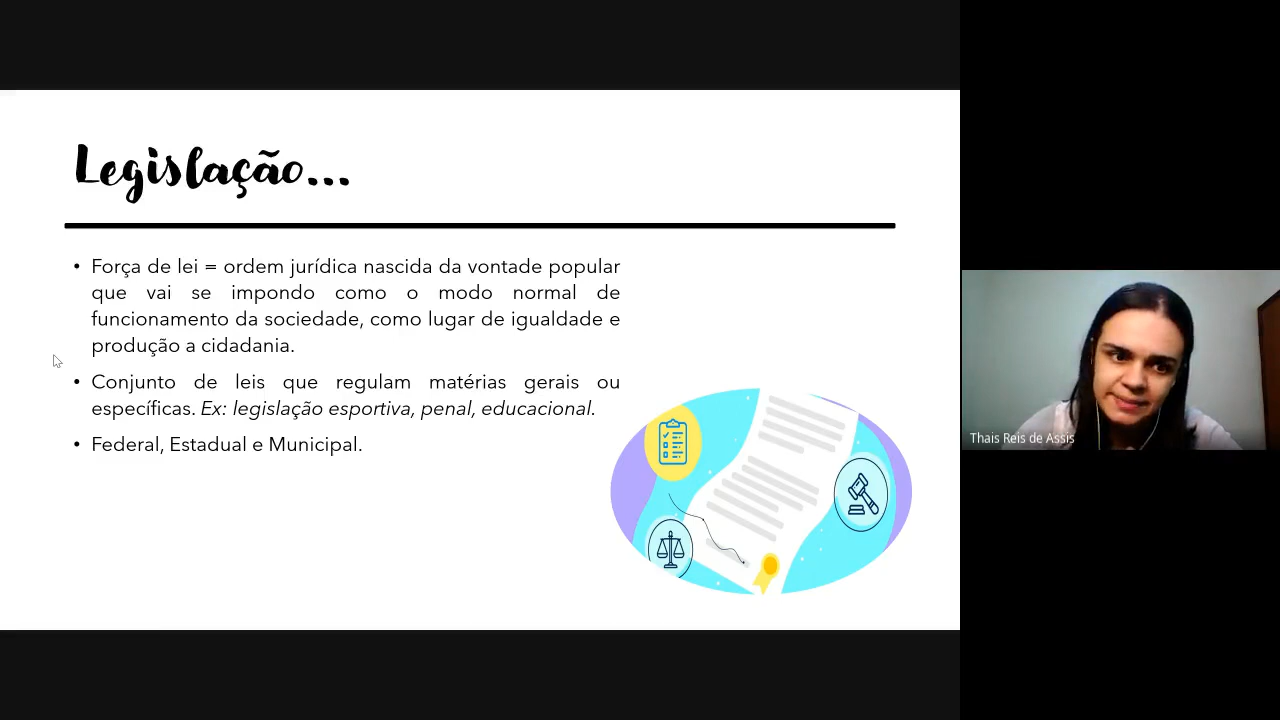 Legislação...
• Força de lei = ordem jurídica nascida da vontade popular
que vai se impondo como o modo normal de
funcionamento da sociedade, como lugar de igualdade e
produção a cidadania.
• Conjunto de leis que regulam matérias gerais ou
específicas. Ex: legislação esportiva, penal, educacional.
• Federal, Estadual e Municipal.
Thais Reis de Assis